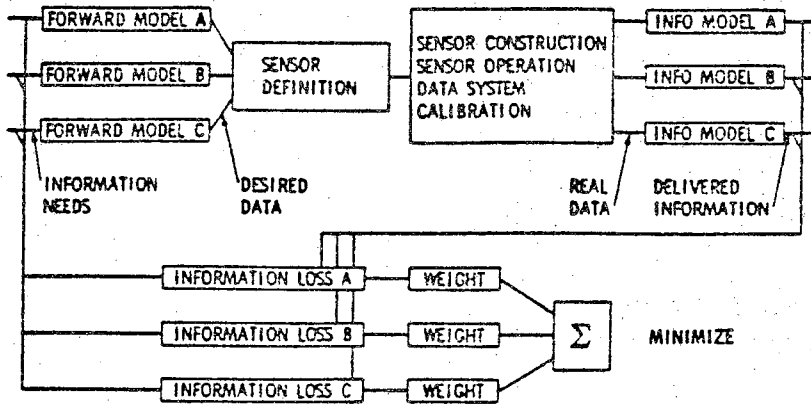 FORWARD MODEL A
FORWARD MODEL B
FORWARD MODEL C
SENSOR
DEFINITION
SENSOR CONSTRUCTION
SENSOR OPERATION
DATA SYSTEM
CALIBRATION
INFO MODEL A
INFO MODEL B
INFO MODEL C
INFORMATION
NEEDS
DESIRED
DATA
REAL
DATA
DELIVERED
INFORMATION
INFORMATION LOSS A
WEIGHT
INFORMATION LOSS B
WEIGHT
INFORMATION LOSS C
WEIGHT
Σ
MINIMIZE